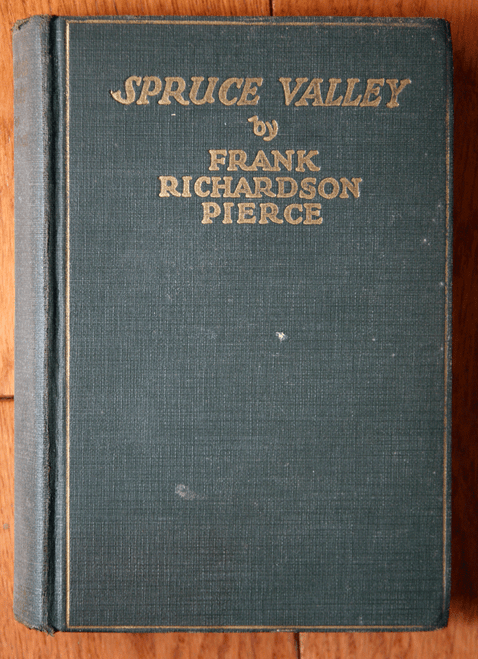 SPRUCE VALLEY
by
FRANK
RICHARDSON
PIERCE